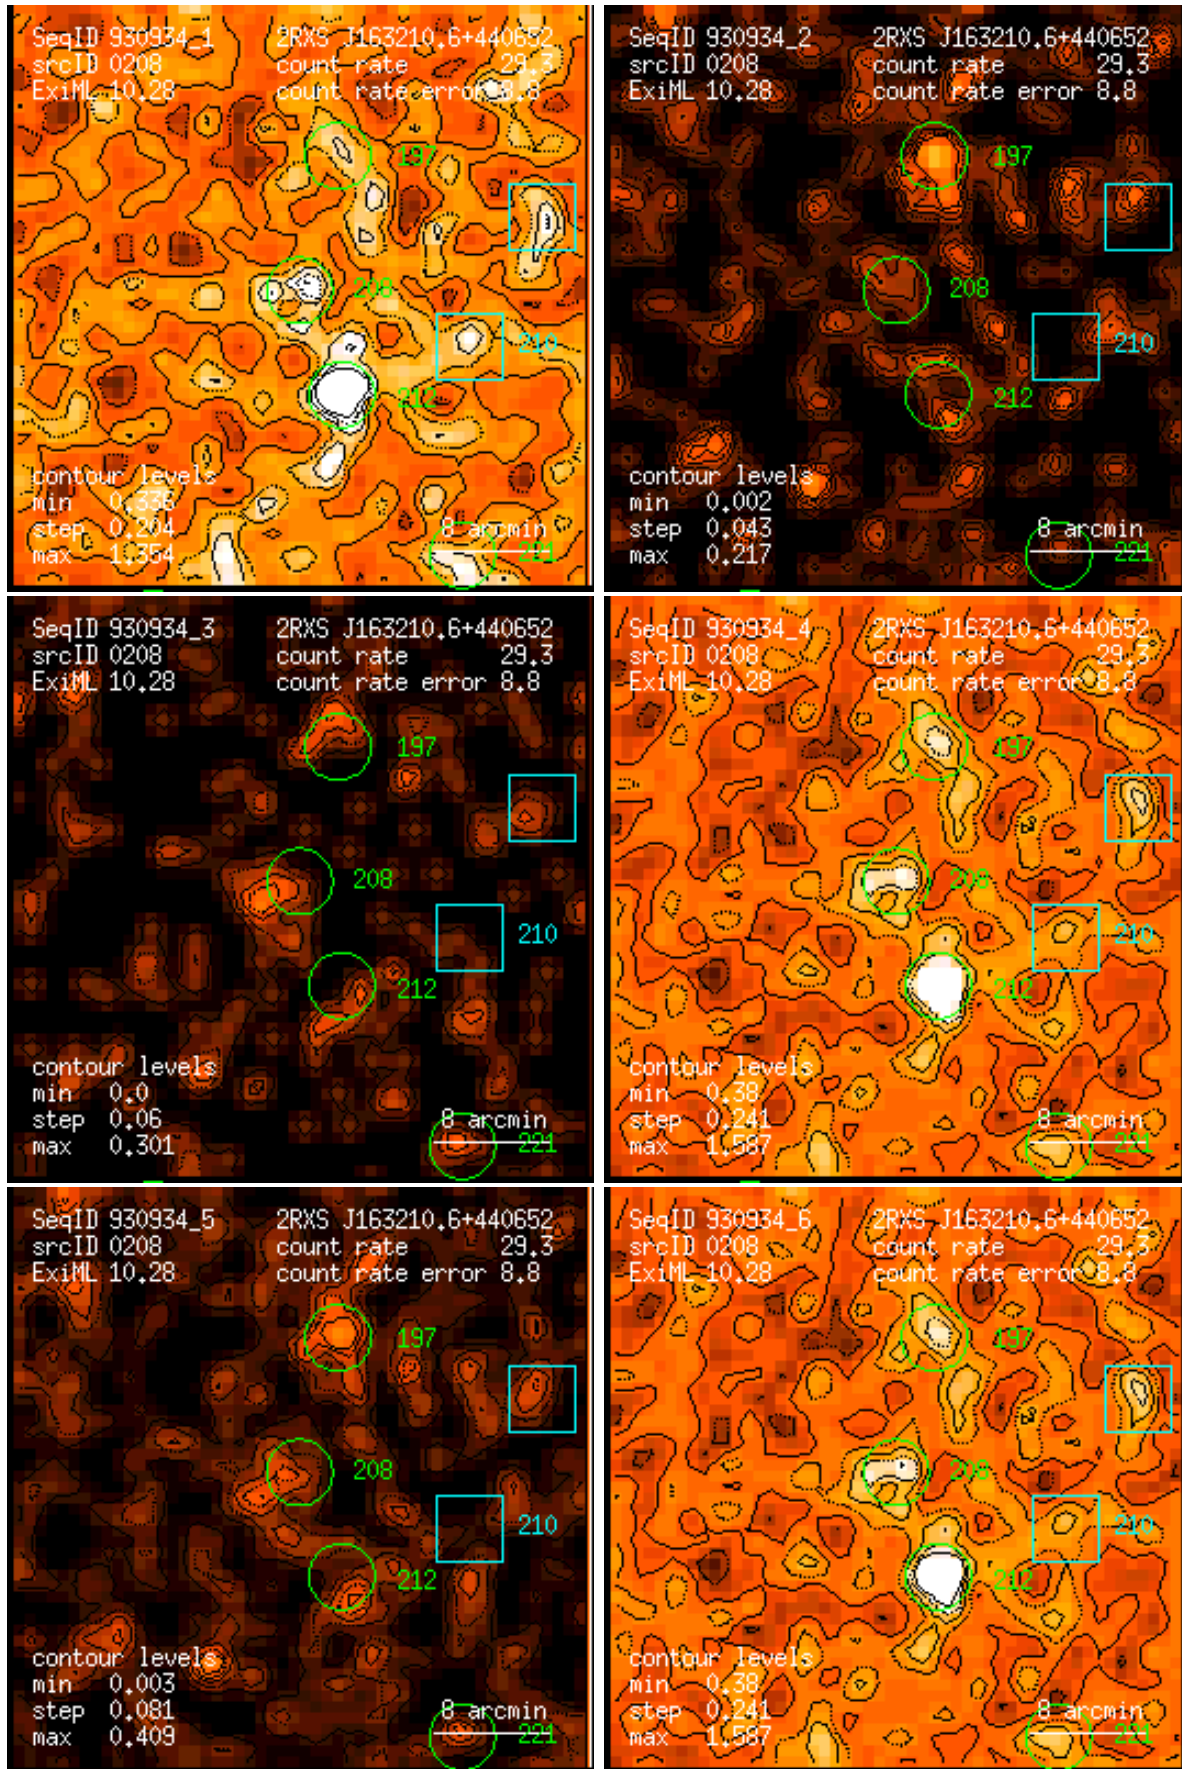 SeqID 930934_1 2RXS J163210.6+440652
srcID 0208 count rate 29.3
ExiML 10.28 count rate error 8.8
197
208
210
212
contour levels
min 0.336
step 0.204 8 arcmin
max 1.354 221
SeqID 930934_2 2RXS J163210.6+440652
srcID 0208 count rate 29.3
ExiML 10.28 count rate error 8.8
197
208
210
212
contour levels
min 0.002
step 0.043 8 arcmin
max 0.217 221
SeqID 930934_3 2RXS J163210.6+440652
srcID 0208 count rate 29.3
ExiML 10.28 count rate error 8.8
197
208
210
212
contour levels
min 0.0
step 0.06 8 arcmin
max 0.301 221
SeqID 930934_4 2RXS J163210.6+440652
srcID 0208 count rate 29.3
ExiML 10.28 count rate error 8.8
197
208
210
212
contour levels
min 0.38
step 0.241 8 arcmin
max 1.587 221
SeqID 930934_5 2RXS J163210.6+440652
srcID 0208 count rate 29.3
ExiML 10.28 count rate error 8.8
197
208
210
212
contour levels
min 0.003
step 0.081 8 arcmin
max 0.409 221
SeqID 930934_6 2RXS J163210.6+440652
srcID 0208 count rate 29.3
ExiML 10.28 count rate error 8.8
197
208
210
212
contour levels
min 0.38
step 0.241 8 arcmin
max 1.587 221